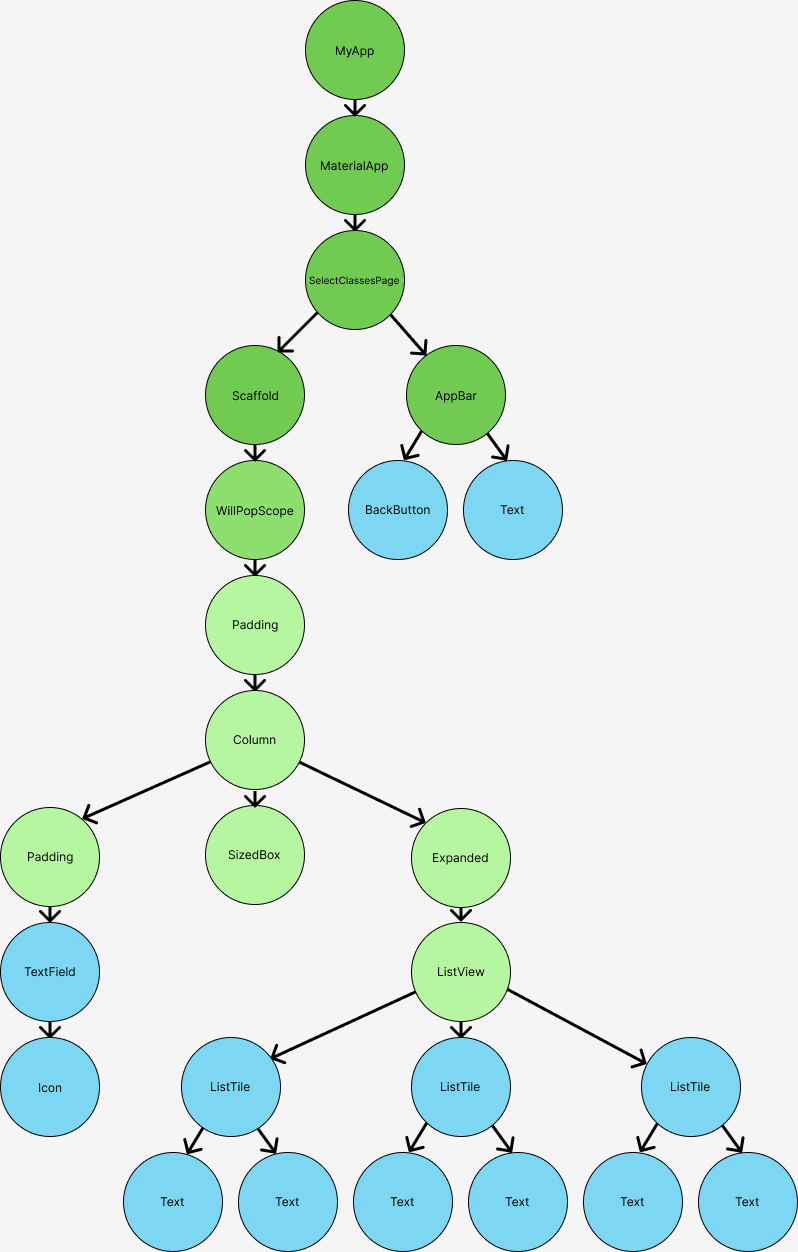 MyApp
MaterialApp
SelectClassesPage
Scaffold
AppBar
WillPopScope
BackButton
Text
Padding
Column
Padding
SizedBox
Expanded
TextField
ListView
Icon
ListTile
ListTile
ListTile
Text
Text
Text
Text
Text
Text